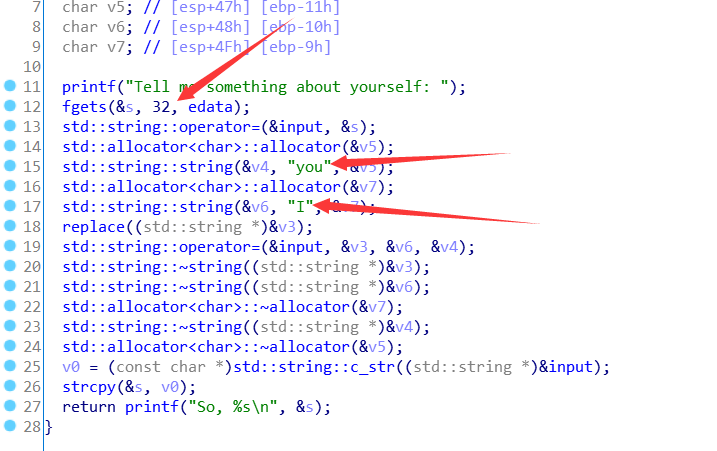 7 char v5; // [esp+47h] [ebp-11h]
8 char v6; // [esp+48h] [ebp-10h]
9 char v7; // [esp+4Fh] [ebp-9h]
10
11 printf("Tell me something about yourself: ");
12 fgets(&s, 32, edata);
13 std::string::operator=(&input, &s);
14 std::allocator<char>::allocator(&v5);
15 std::string::string(&v4, "you", &v5);
16 std::allocator<char>::allocator(&v7);
17 std::string::string(&v6, "I", &v7);
18 replace((std::string *)&v3);
19 std::string::operator=(&input, &v3, &v6, &v4);
20 std::string::~string((std::string *)&v3);
21 std::string::~string((std::string *)&v6);
22 std::allocator<char>::~allocator(&v7);
23 std::string::~string((std::string *)&v4);
24 std::allocator<char>::~allocator(&v5);
25 v0 = (const char *)std::string::c_str((std::string *)&input);
26 strcpy(&s, v0);
27 return printf("So, %s\n", &s);
28 }